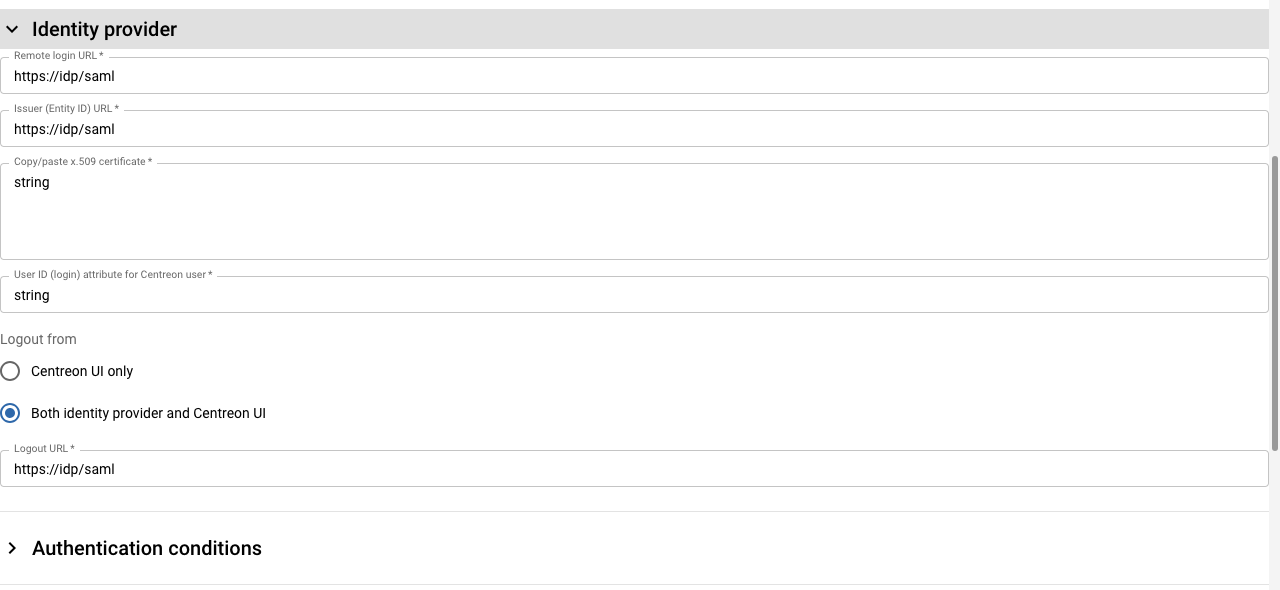 Identity provider
Remote login URL *
https://idp/saml
Issuer (Entity ID) URL *
https://idp/saml
Copy/paste x.509 certificate *
string
User ID (login) attribute for Centreon user *
string
Logout from
Centreon UI only
Both identity provider and Centreon UI
Logout URL *
https://idp/saml
Authentication conditions